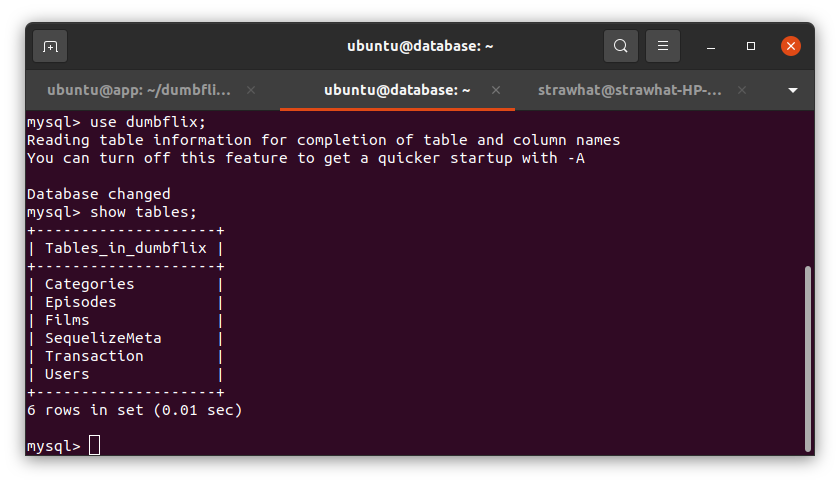 ubuntu@database: ~
ubuntu@app: ~/dumbfli...
ubuntu@database: ~
strawhat@strawhat-HP-...
mysql> use dumbflix;
Reading table information for completion of table and column names
You can turn off this feature to get a quicker startup with -A
Database changed
mysql> show tables;
+--------------------+
| Tables_in_dumbflix |
+--------------------+
| Categories         |
| Episodes           |
| Films              |
| SequelizeMeta      |
| Transaction        |
| Users              |
+--------------------+
6 rows in set (0.01 sec)
mysql>